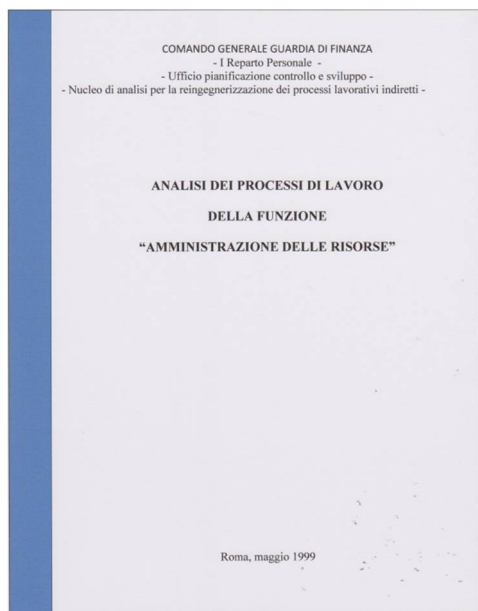 COMANDO GENERALE GUARDIA DI FINANZA
- I Reparto Personale -
- Ufficio pianificazione controllo e sviluppo -
- Nucleo di analisi per la reingegnerizzazione dei processi lavorativi indiretti -
ANALISI DEI PROCESSI DI LAVORO
DELLA FUNZIONE
“AMMINISTRAZIONE DELLE RISORSE”
Roma, maggio 1999